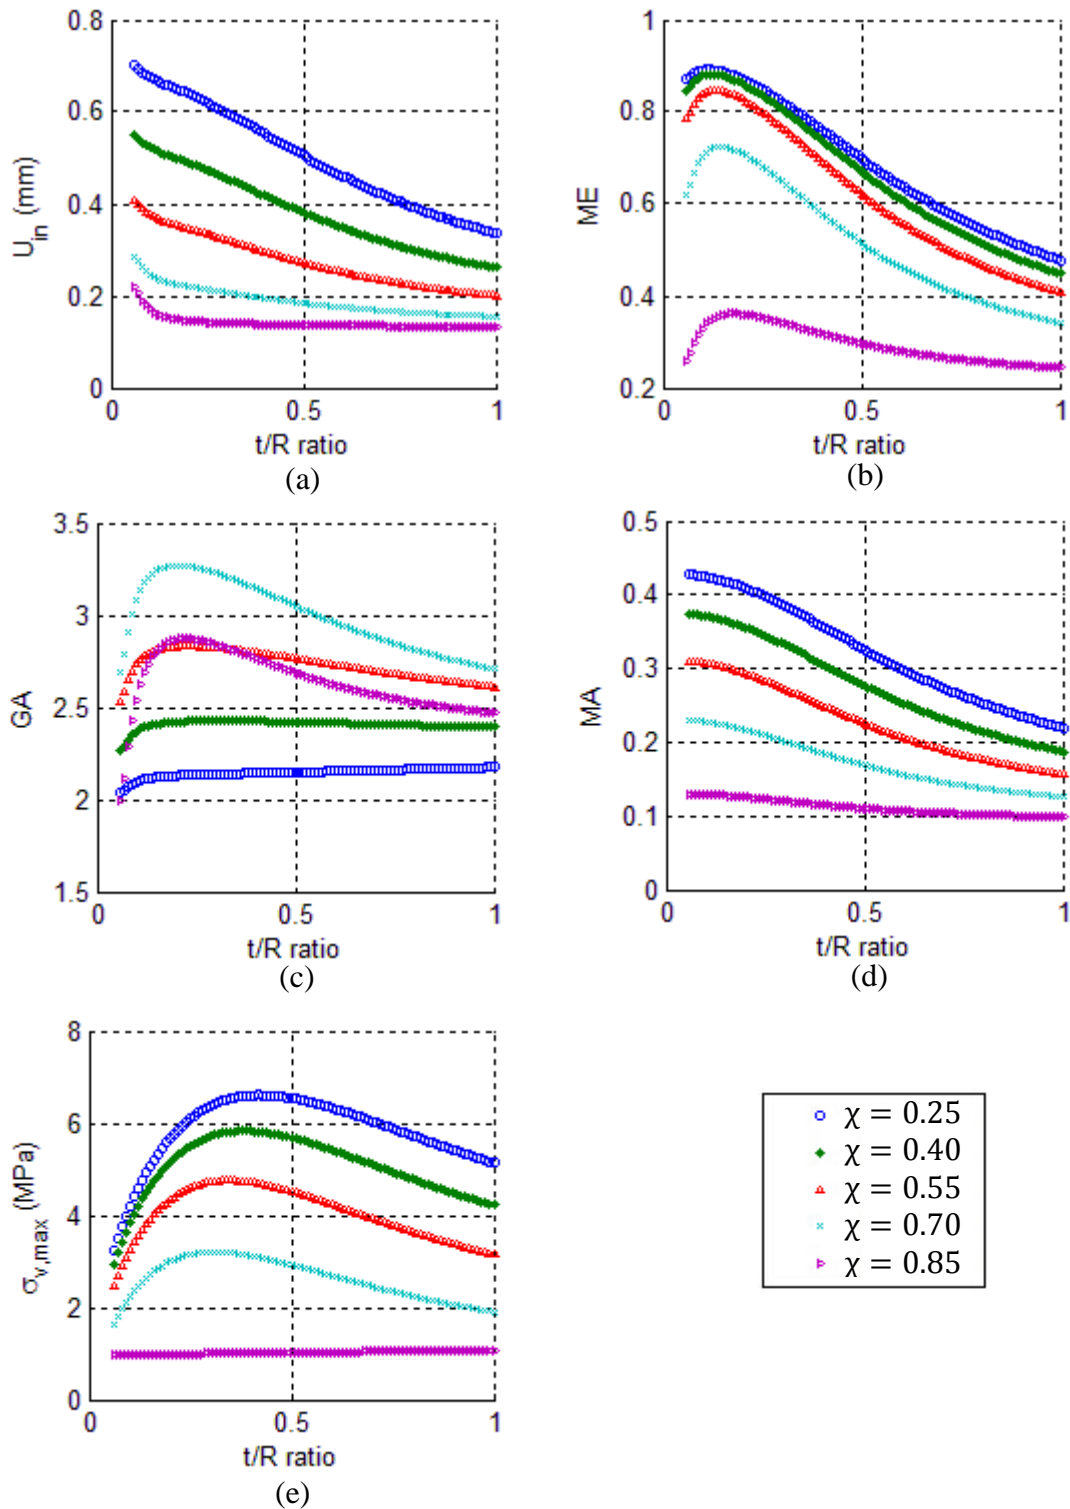 0.8
0.6
0.4
0.2
0
U_in (mm)
0
0.5
1
t/R ratio
(a)
1
0.8
0.6
0.4
0.2
ME
0
0.5
1
t/R ratio
(b)
3.5
3
2.5
2
1.5
GA
0
0.5
1
t/R ratio
(c)
0.5
0.4
0.3
0.2
0.1
0
MA
0
0.5
1
t/R ratio
(d)
8
6
4
2
0
σ_v,max (MPa)
0
0.5
1
t/R ratio
(e)
χ = 0.25
χ = 0.40
χ = 0.55
χ = 0.70
χ = 0.85